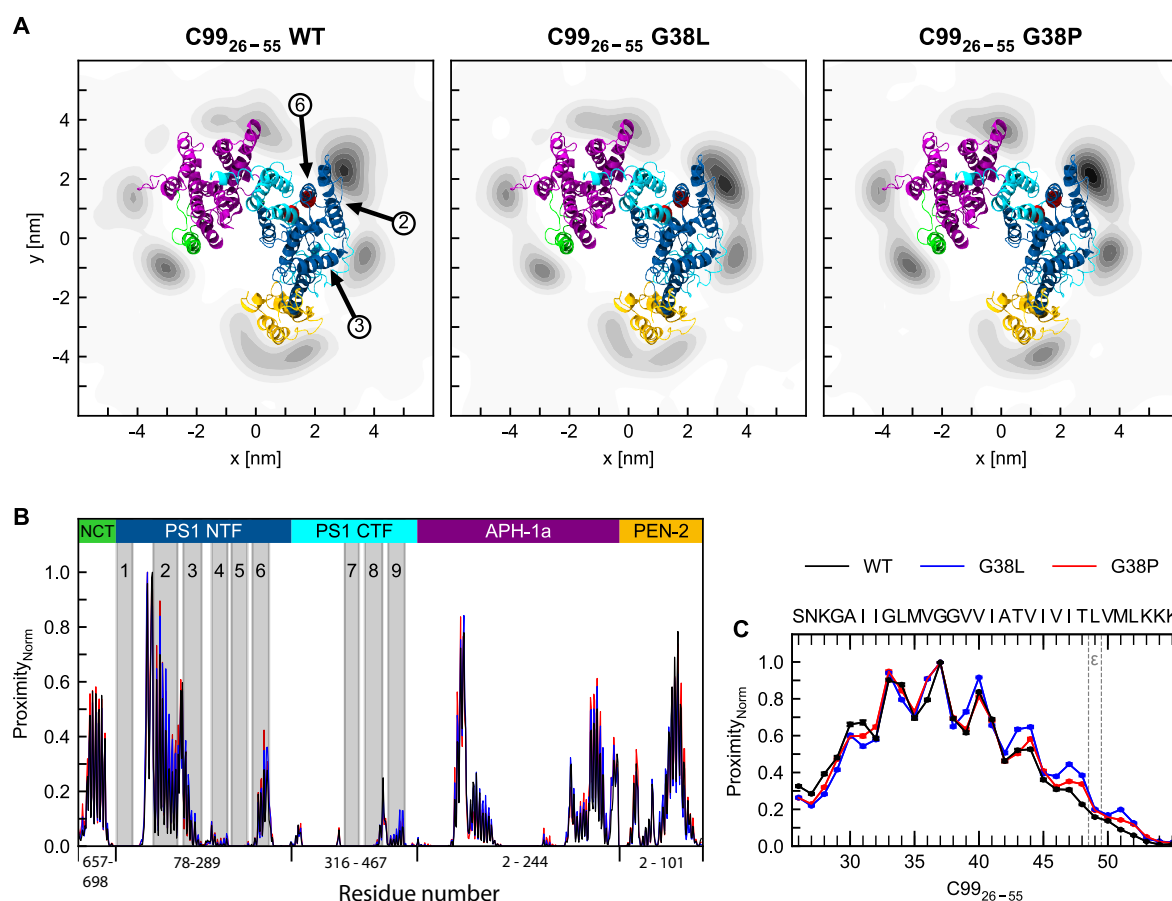 A
C9926–55 WT
C9926–55 G38L
C9926–55 G38P
6
2
3
y [nm]
4
2
0
-2
-4
-4 -2 0 2 4
-4 -2 0 2 4
-4 -2 0 2 4
x [nm]
x [nm]
x [nm]
B
NCT PS1 NTF PS1 CTF APH-1a PEN-2
1 2 3 4 5 6 7 8 9
ProximityNorm
1.0
0.8
0.6
0.4
0.2
0.0
657-
698
78-289
316 - 467
2 - 244
2 - 101
Residue number
WT G38L G38P
SNKGAIIGLMVGGVVIATVIVITLVMLKKK
C
ε
ProximityNorm
1.0
0.8
0.6
0.4
0.2
0.0
30 35 40 45 50
C9926–55